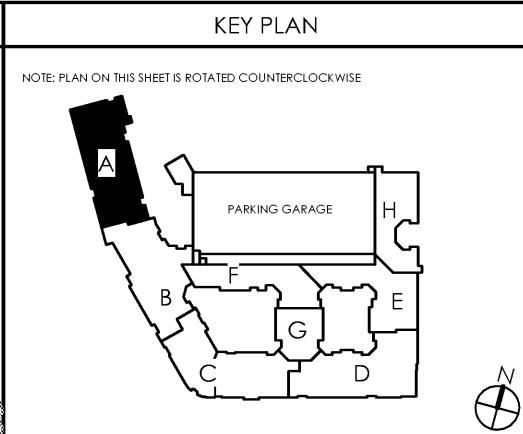 KEY PLAN
NOTE: PLAN ON THIS SHEET IS ROTATED COUNTERCLOCKWISE
A
PARKING GARAGE
H
F
B
E
G
C
D
N